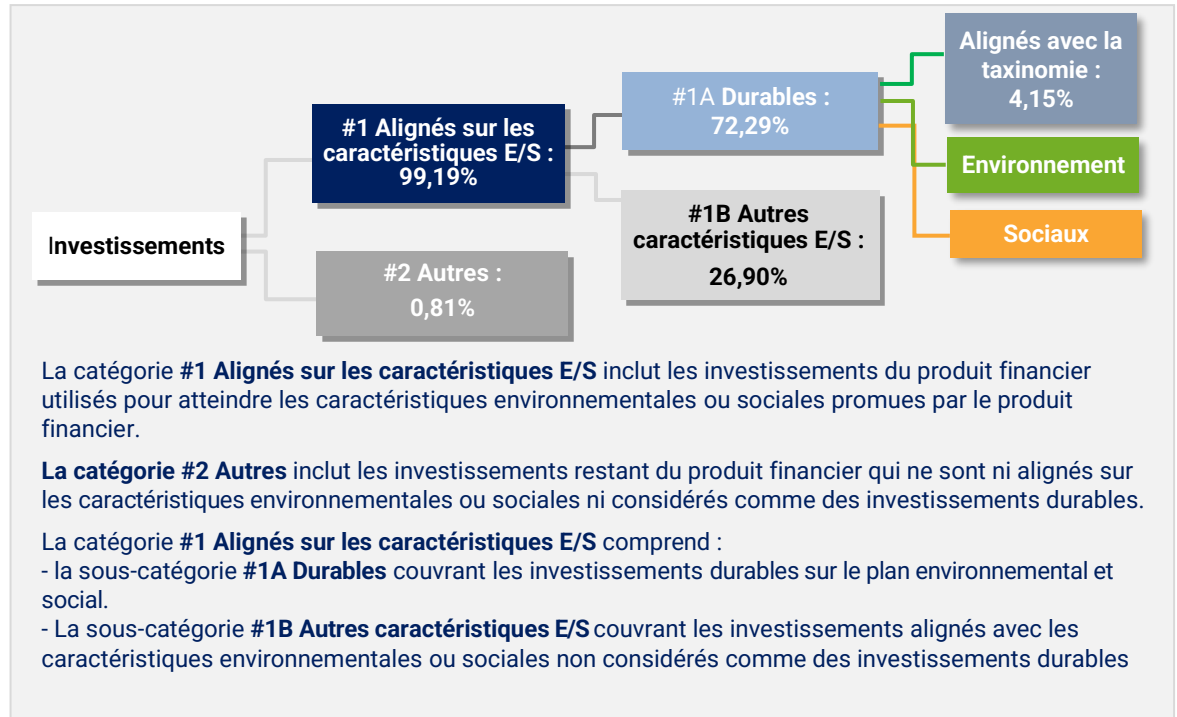 Investissements
#1 Alignés sur les
caractéristiques E/S :
99,19%
#2 Autres :
0,81%
#1A Durables :
72,29%
#1B Autres
caractéristiques E/S :
26,90%
Alignés avec la
taxinomie :
4,15%
Environnement
Sociaux
La catégorie #1 Alignés sur les caractéristiques E/S inclut les investissements du produit financier
utilisés pour atteindre les caractéristiques environnementales ou sociales promues par le produit
financier.
La catégorie #2 Autres inclut les investissements restant du produit financier qui ne sont ni alignés sur
les caractéristiques environnementales ou sociales ni considérés comme des investissements durables.
La catégorie #1 Alignés sur les caractéristiques E/S comprend :
- la sous-catégorie #1A Durables couvrant les investissements durables sur le plan environnemental et
social.
- La sous-catégorie #1B Autres caractéristiques E/S couvrant les investissements alignés avec les
caractéristiques environnementales ou sociales non considérés comme des investissements durables